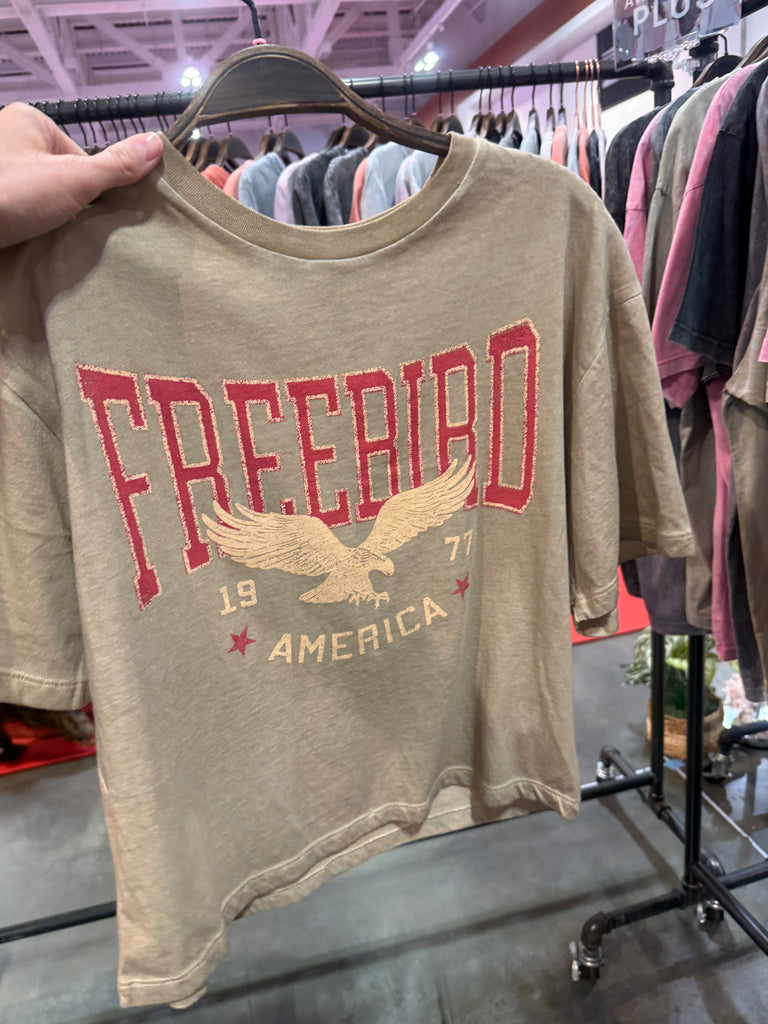 PLUS
FREEBIRD
19 77
AMERICA